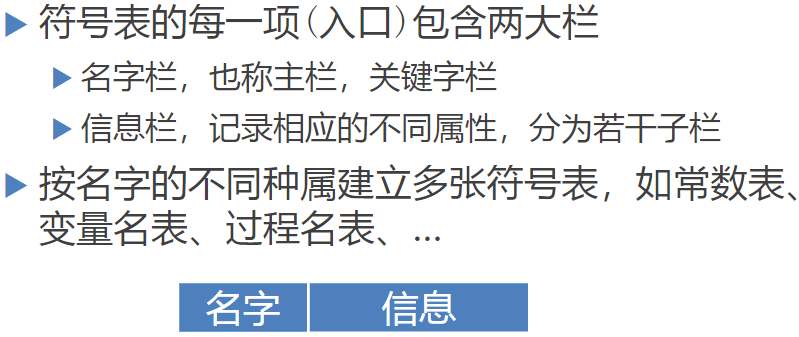 符号表的每一项(入口)包含两大栏
名字栏，也称主栏，关键字栏
信息栏，记录相应的不同属性，分为若干子栏
按名字的不同种属建立多张符号表，如常数表、
变量名表、过程名表、...
名字 信息